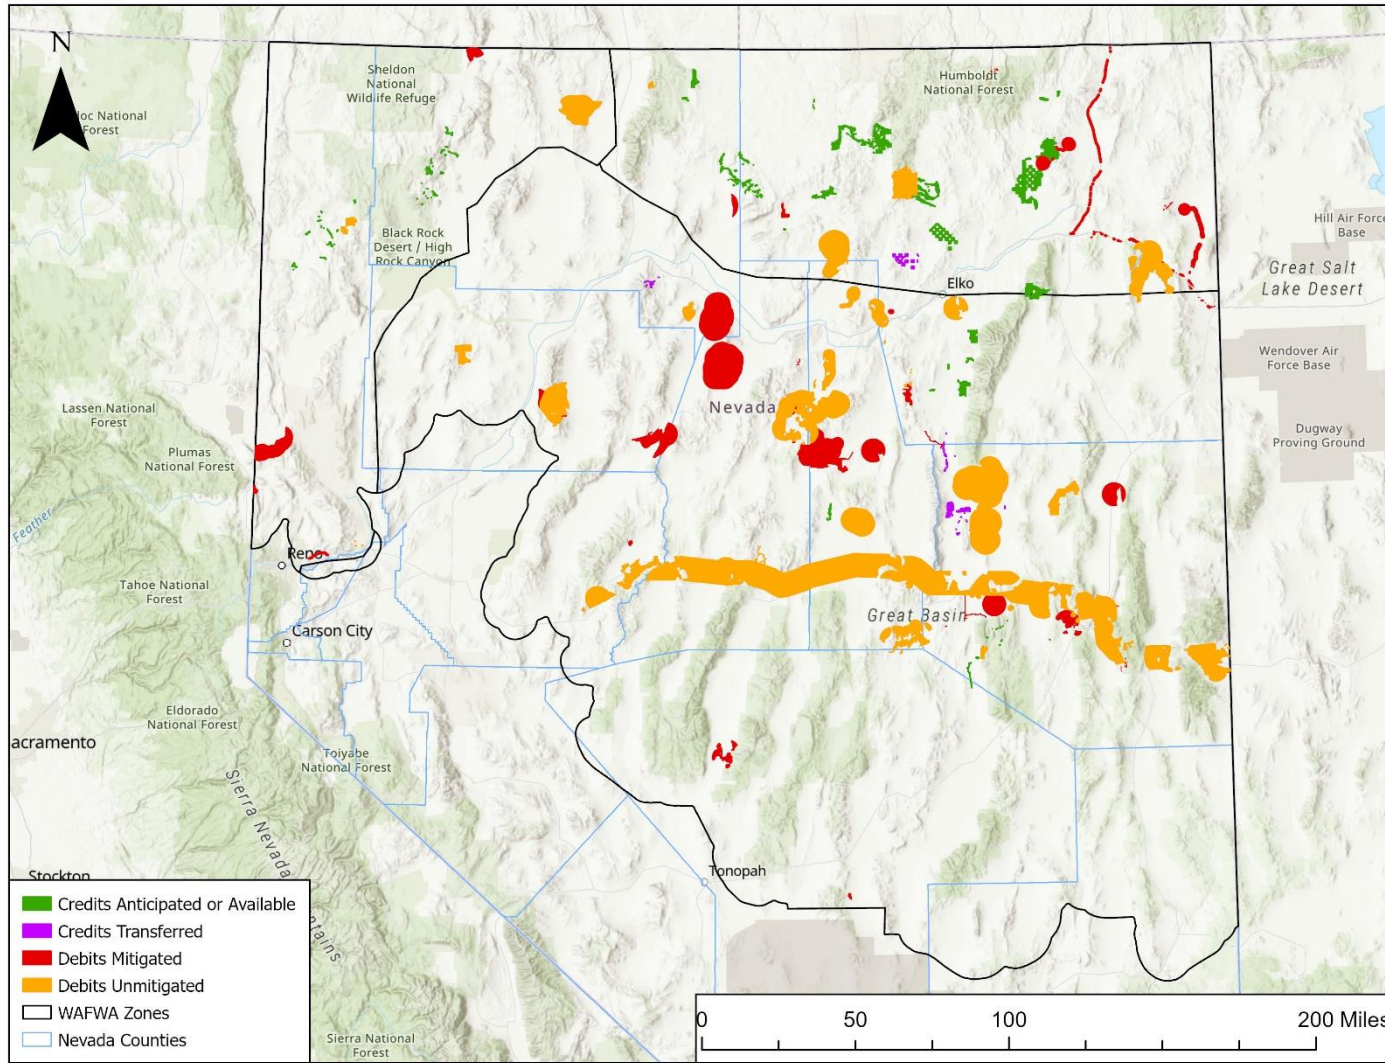 N
Sheldon
National
Wildlife Refuge
Humboldt
National Forest
doc National
Forest
Black Rock
Desert / High
Rock Canyon
Hill Air Force
Base
Great Salt
Lake Desert
Elko
Wendover Air
Force Base
Nevada
Lassen National
Forest
Dugway
Proving Ground
Plumas
National Forest
Feather
Reno
Tahoe National
Forest
Great Basin
Carson City
Eldorado
National Forest
acramento
Toiyabe
National Forest
Sierra Nevada
ntains
Tonopah
Stockton
Credits Anticipated or Available
Credits Transferred
Debits Mitigated
Debits Unmitigated
WAFWA Zones
Nevada Counties
Sierra National
Forest
0 50 100 200 Miles